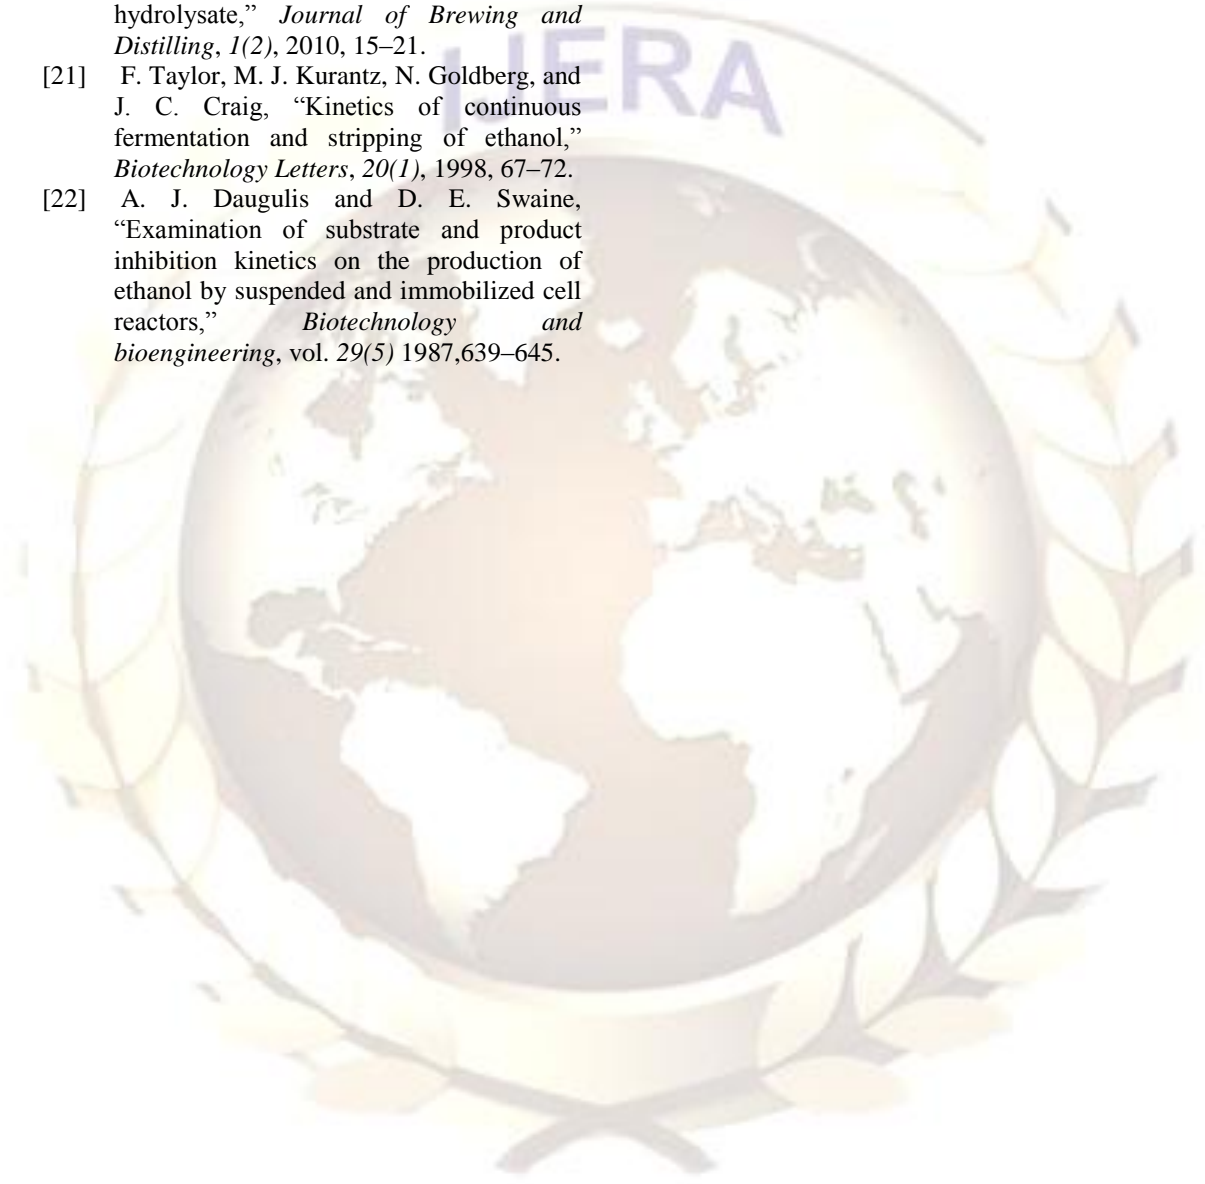 IJERA
hydrolysate,” Journal of Brewing and
Distilling, 1(2), 2010, 15–21.
[21] F. Taylor, M. J. Kurantz, N. Goldberg, and
J. C. Craig, “Kinetics of continuous
fermentation and stripping of ethanol,”
Biotechnology Letters, 20(1), 1998, 67–72.
[22] A. J. Daugulis and D. E. Swaine,
“Examination of substrate and product
inhibition kinetics on the production of
ethanol by suspended and immobilized cell
reactors,” Biotechnology and
bioengineering, vol. 29(5) 1987,639–645.